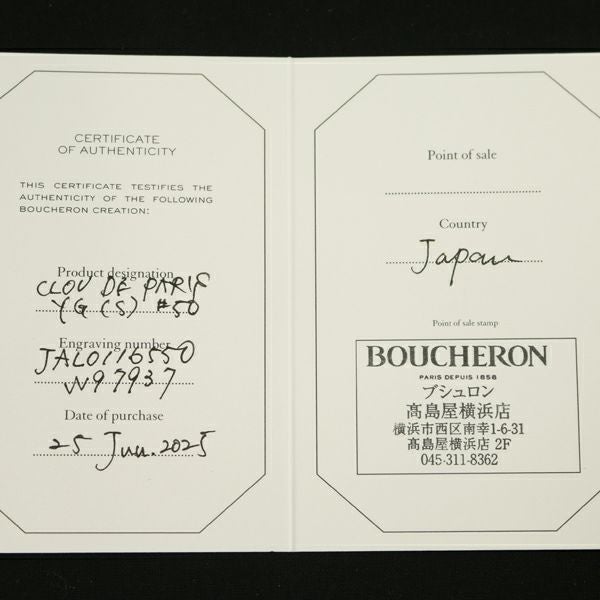 CERTIFICATE
OF AUTHENTICITY
THIS CERTIFICATE TESTIFIES THE
AUTHENTICITY OF THE FOLLOWING
BOUCHERON CREATION:
Product designation
CLOU DE PARIS
YG (S) #50
Engraving number
JAL0116550
W97937
Date of purchase
25 Jun. 2025
Point of sale
Country
Japan
Point of sale stamp
BOUCHERON
PARIS DEPUIS 1858
ブシュロン
髙島屋横浜店
横浜市西区南幸1-6-31
髙島屋横浜店 2F
045-311-8362